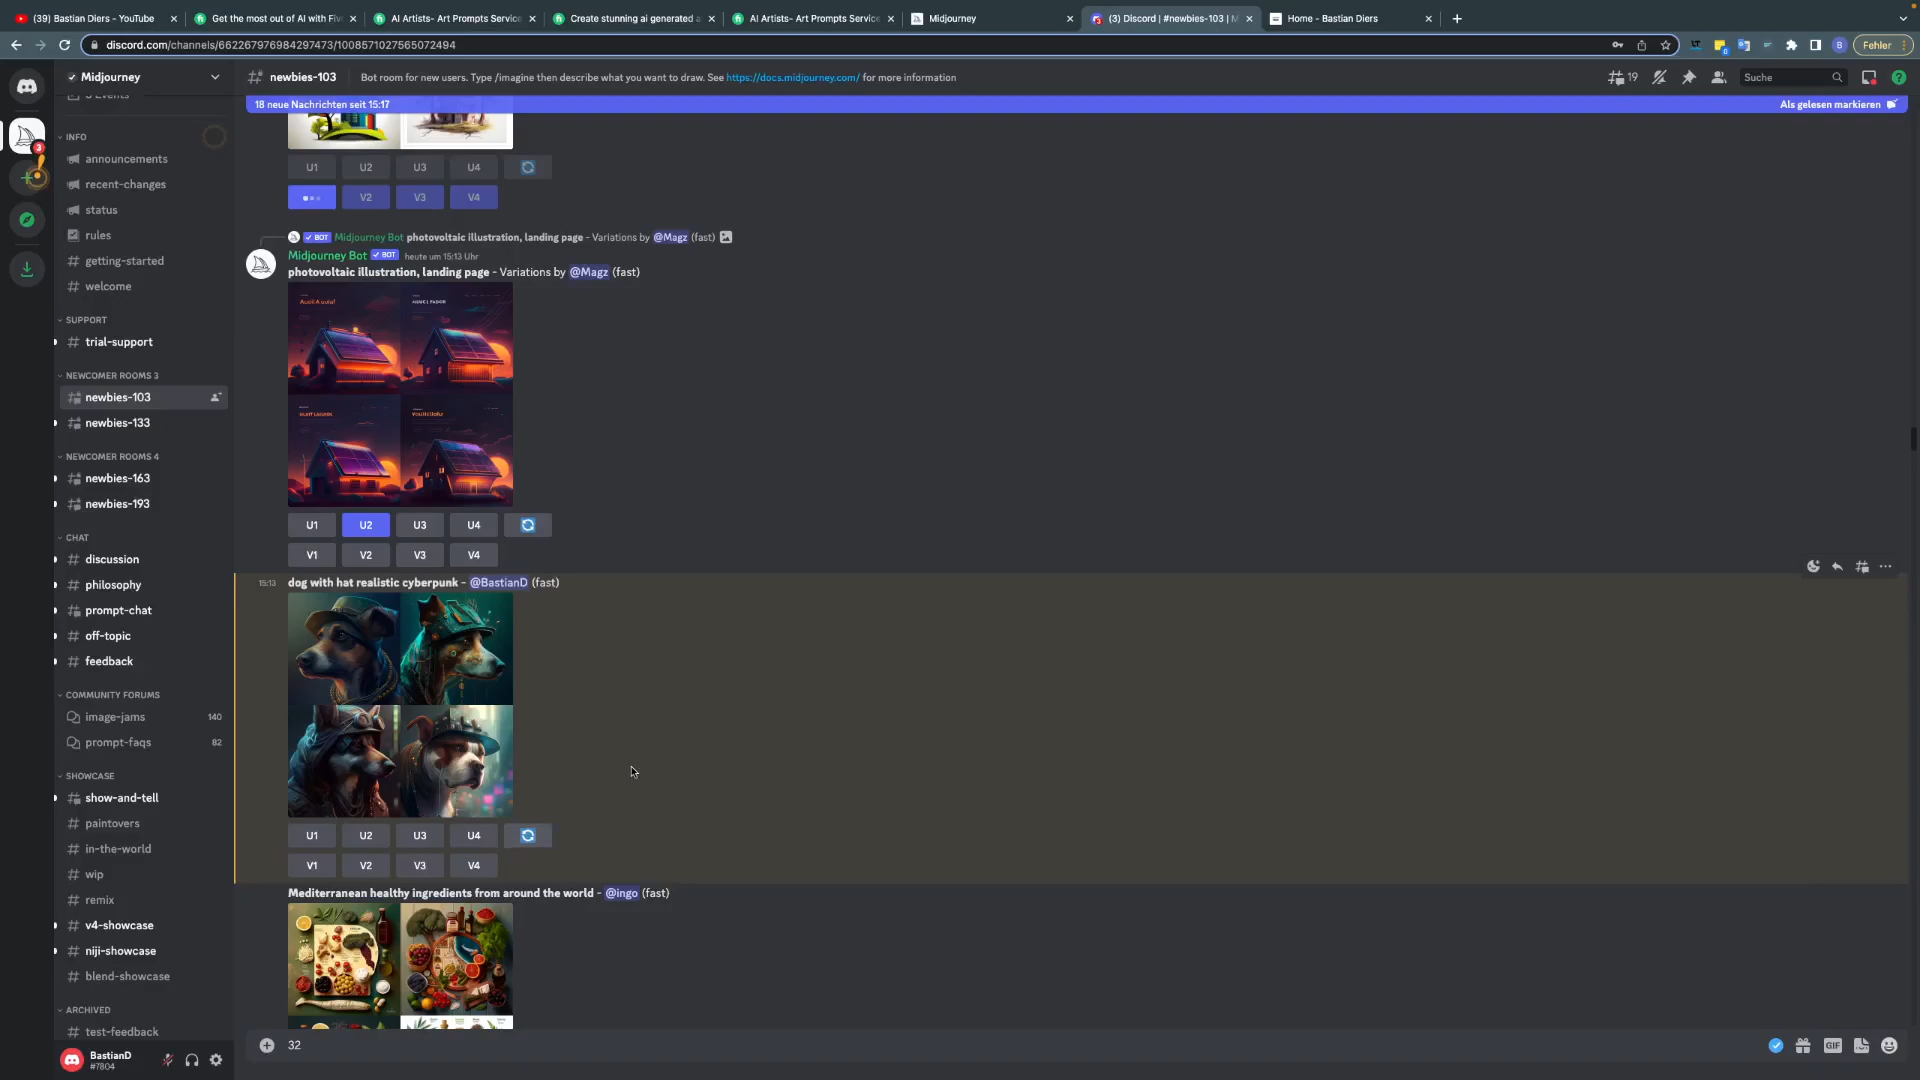 (39) Bastian Diers - YouTube
Get the most out of AI with Five
AI Artists- Art Prompts Service
Create stunning ai generated a
AI Artists- Art Prompts Service
Midjourney
(3) Discord | #newbies-103 | M
Home - Bastian Diers
discord.com/channels/662267976984297473/1008571027565072494
Fehler
Midjourney
newbies-103
Bot room for new users. Type /imagine then describe what you want to draw. See https://docs.midjourney.com/ for more information
19
Suche
18 neue Nachrichten seit 15:17
Als gelesen markieren
3 Events
INFO
announcements
recent-changes
status
rules
getting-started
welcome
SUPPORT
trial-support
NEWCOMER ROOMS 3
newbies-103
newbies-133
NEWCOMER ROOMS 4
newbies-163
newbies-193
CHAT
discussion
philosophy
prompt-chat
off-topic
feedback
COMMUNITY FORUMS
image-jams 140
prompt-faqs 82
SHOWCASE
show-and-tell
paintovers
in-the-world
wip
remix
v4-showcase
niji-showcase
blend-showcase
ARCHIVED
test-feedback
BastianD
#7804
U1 U2 U3 U4
V2 V3 V4
BOT Midjourney Bot photovoltaic illustration, landing page - Variations by @Magz (fast)
Midjourney Bot BOT heute um 15:13 Uhr
photovoltaic illustration, landing page - Variations by @Magz (fast)
U1 U2 U3 U4
V1 V2 V3 V4
15:13 dog with hat realistic cyberpunk - @BastianD (fast)
U1 U2 U3 U4
V1 V2 V3 V4
Mediterranean healthy ingredients from around the world - @ingo (fast)
32
GIF